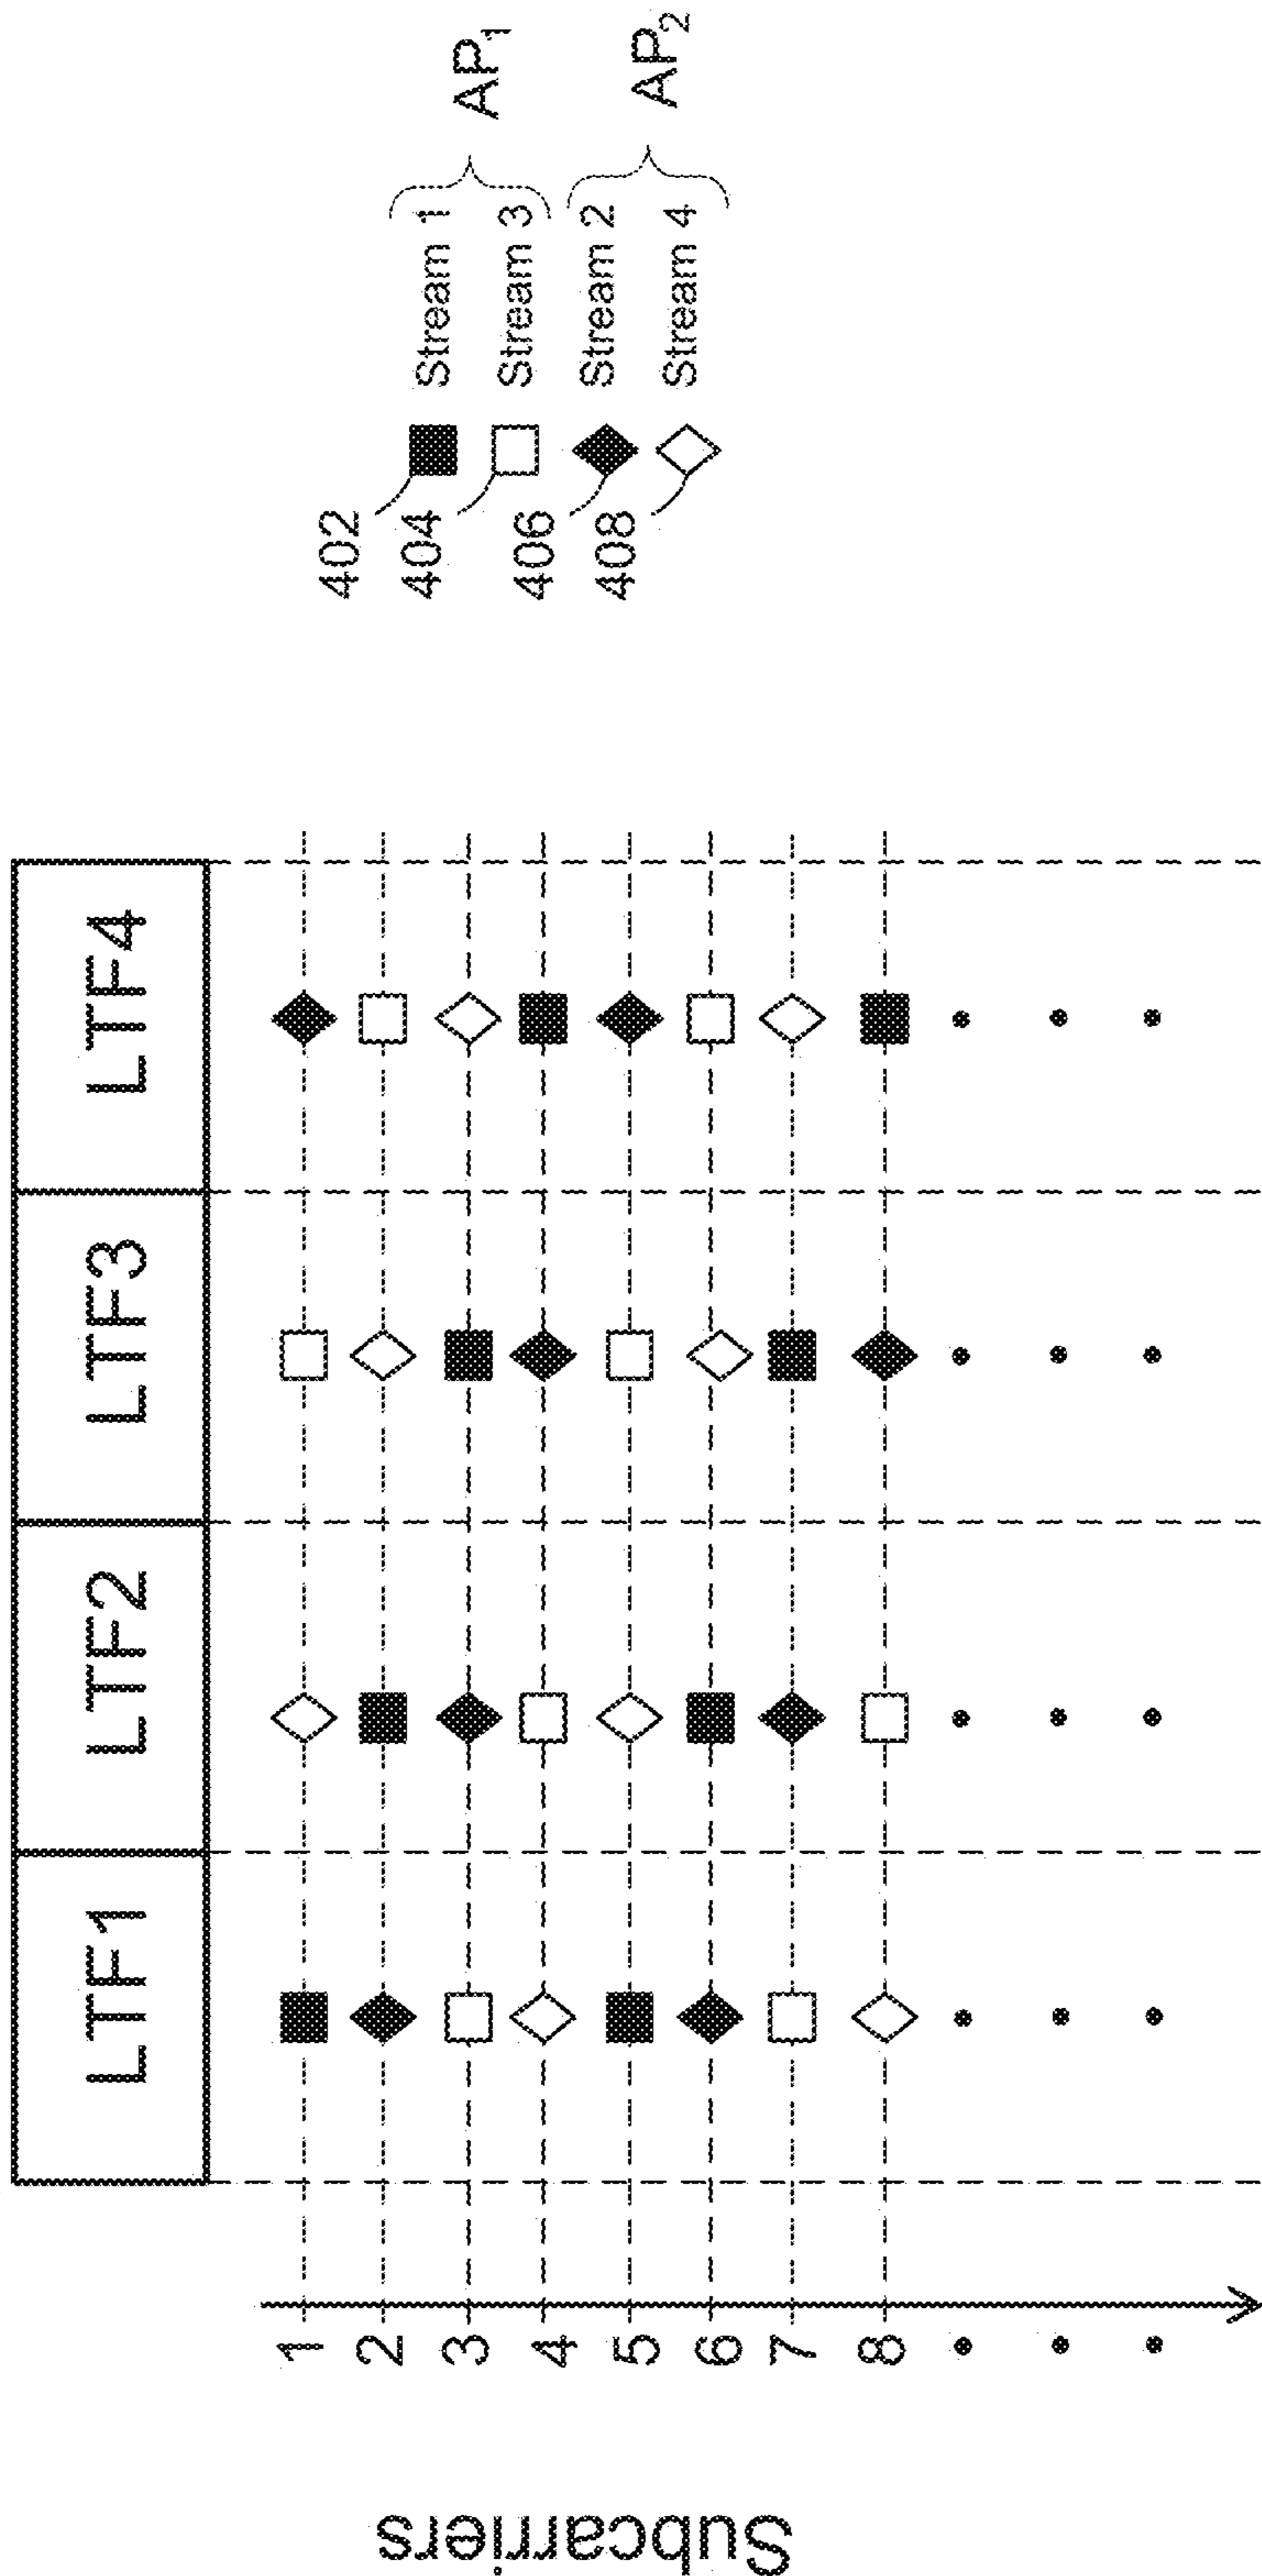 LTF1 LTF2 LTF3 LTF4
Subcarriers
1
2
3
4
5
6
7
8
402 Stream 1
404 Stream 3
AP1
406 Stream 2
408 Stream 4
AP2